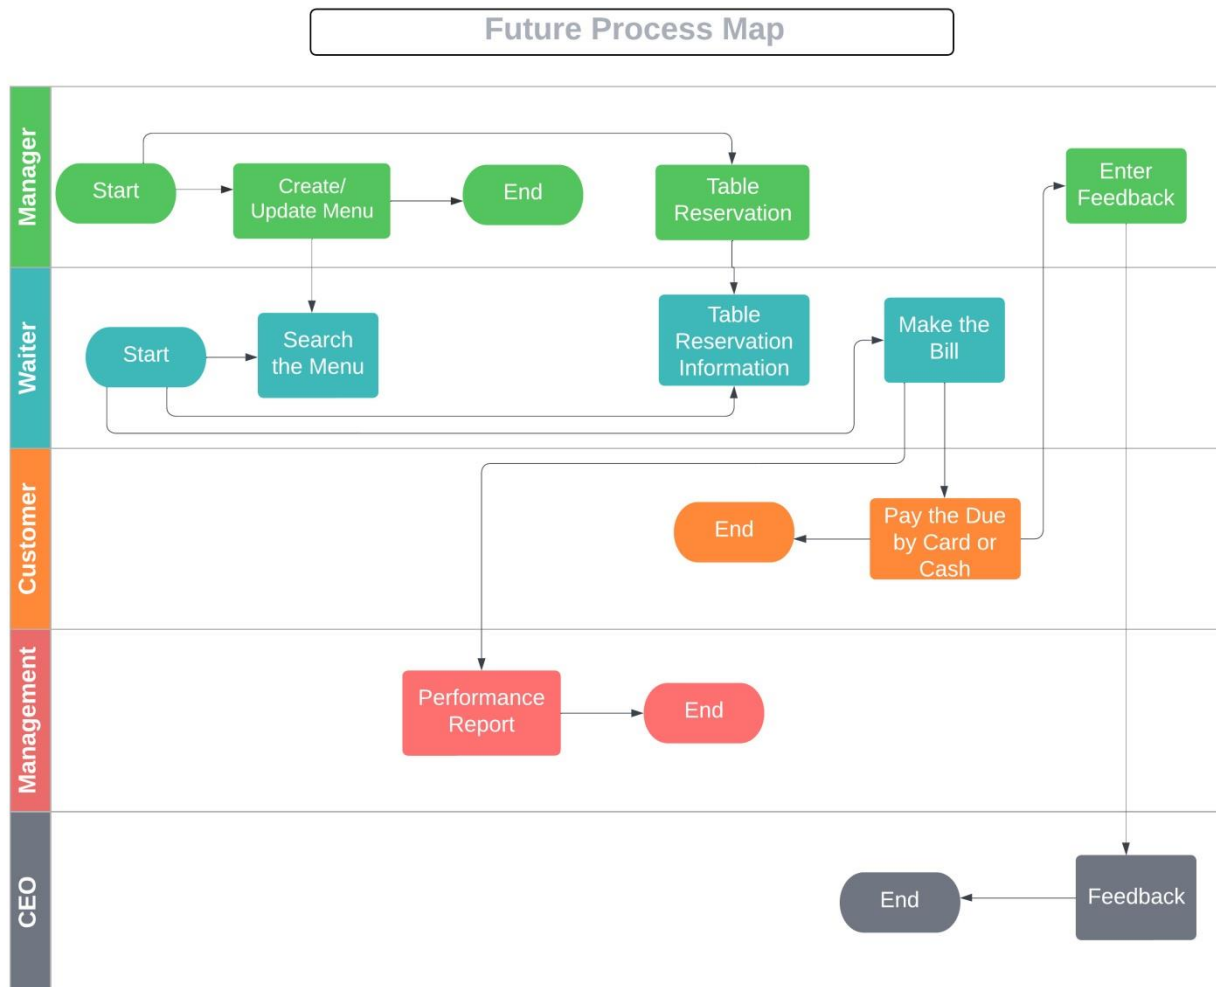 Future Process Map
Manager
Start
Create/
Update Menu
End
Table
Reservation
Enter
Feedback
Waiter
Start
Search
the Menu
Table
Reservation
Information
Make the
Bill
Customer
End
Pay the Due
by Card or
Cash
Management
Performance
Report
End
CEO
End
Feedback